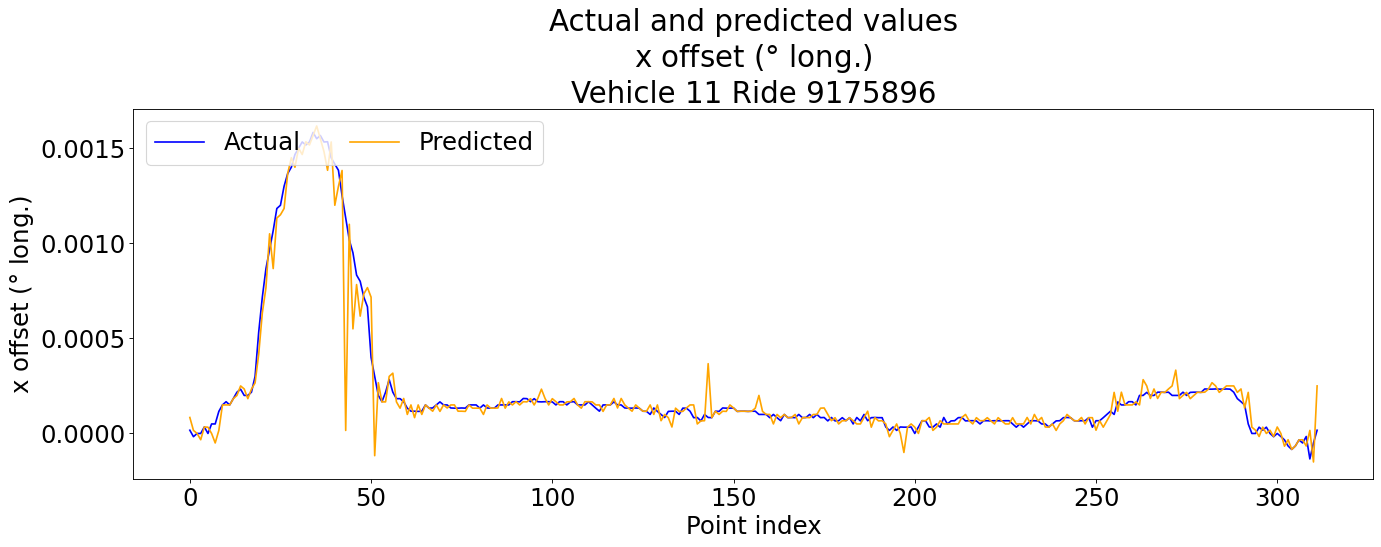 Actual and predicted values
x offset (° long.)
Vehicle 11 Ride 9175896
Actual Predicted
0.0015
0.0010
0.0005
0.0000
x offset (° long.)
0 50 100 150 200 250 300
Point index